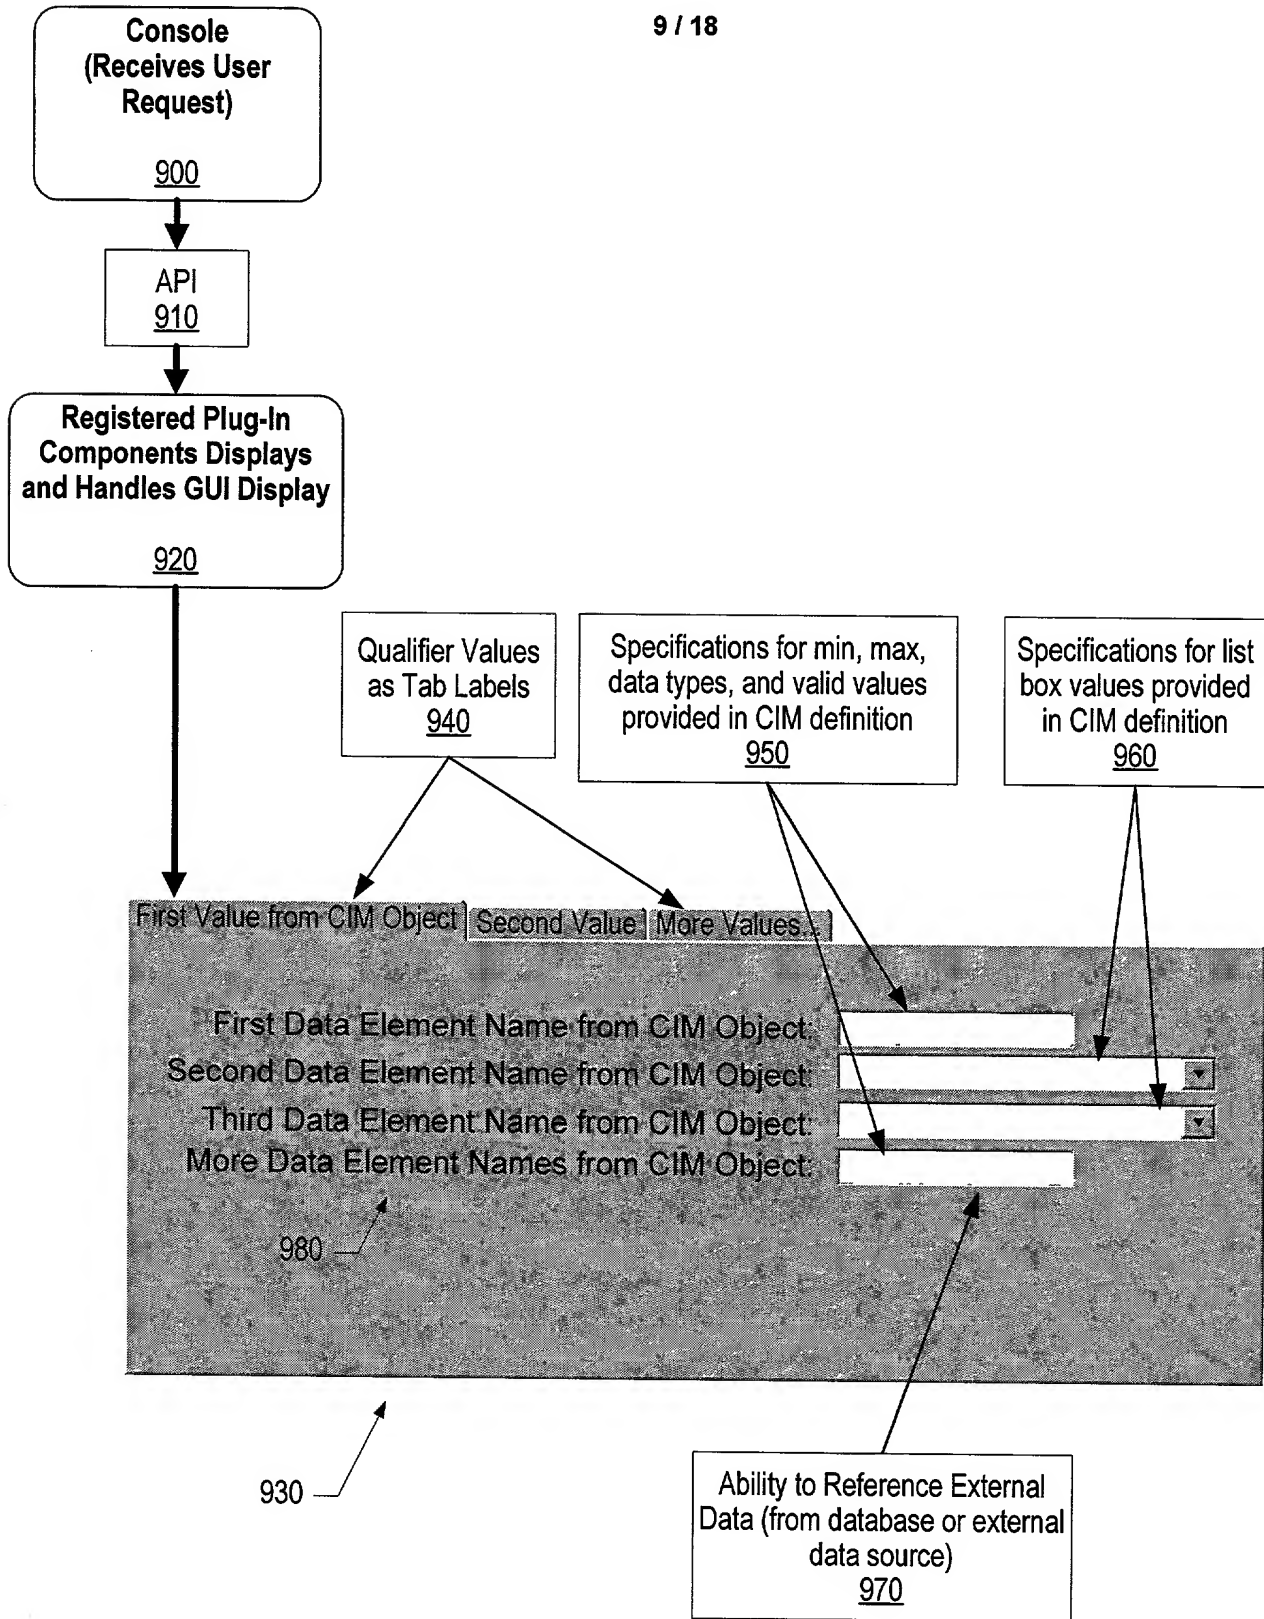 9 / 18
Console
(Receives User
Request)
900
API
910
Registered Plug-In
Components Displays
and Handles GUI Display
920
Qualifier Values
as Tab Labels
940
Specifications for min, max,
data types, and valid values
provided in CIM definition
950
Specifications for list
box values provided
in CIM definition
960
First Value from CIM Object
Second Value
More Values...
First Data Element Name from CIM Object:
Second Data Element Name from CIM Object:
Third Data Element Name from CIM Object:
More Data Element Names from CIM Object:
980
930
Ability to Reference External
Data (from database or external
data source)
970